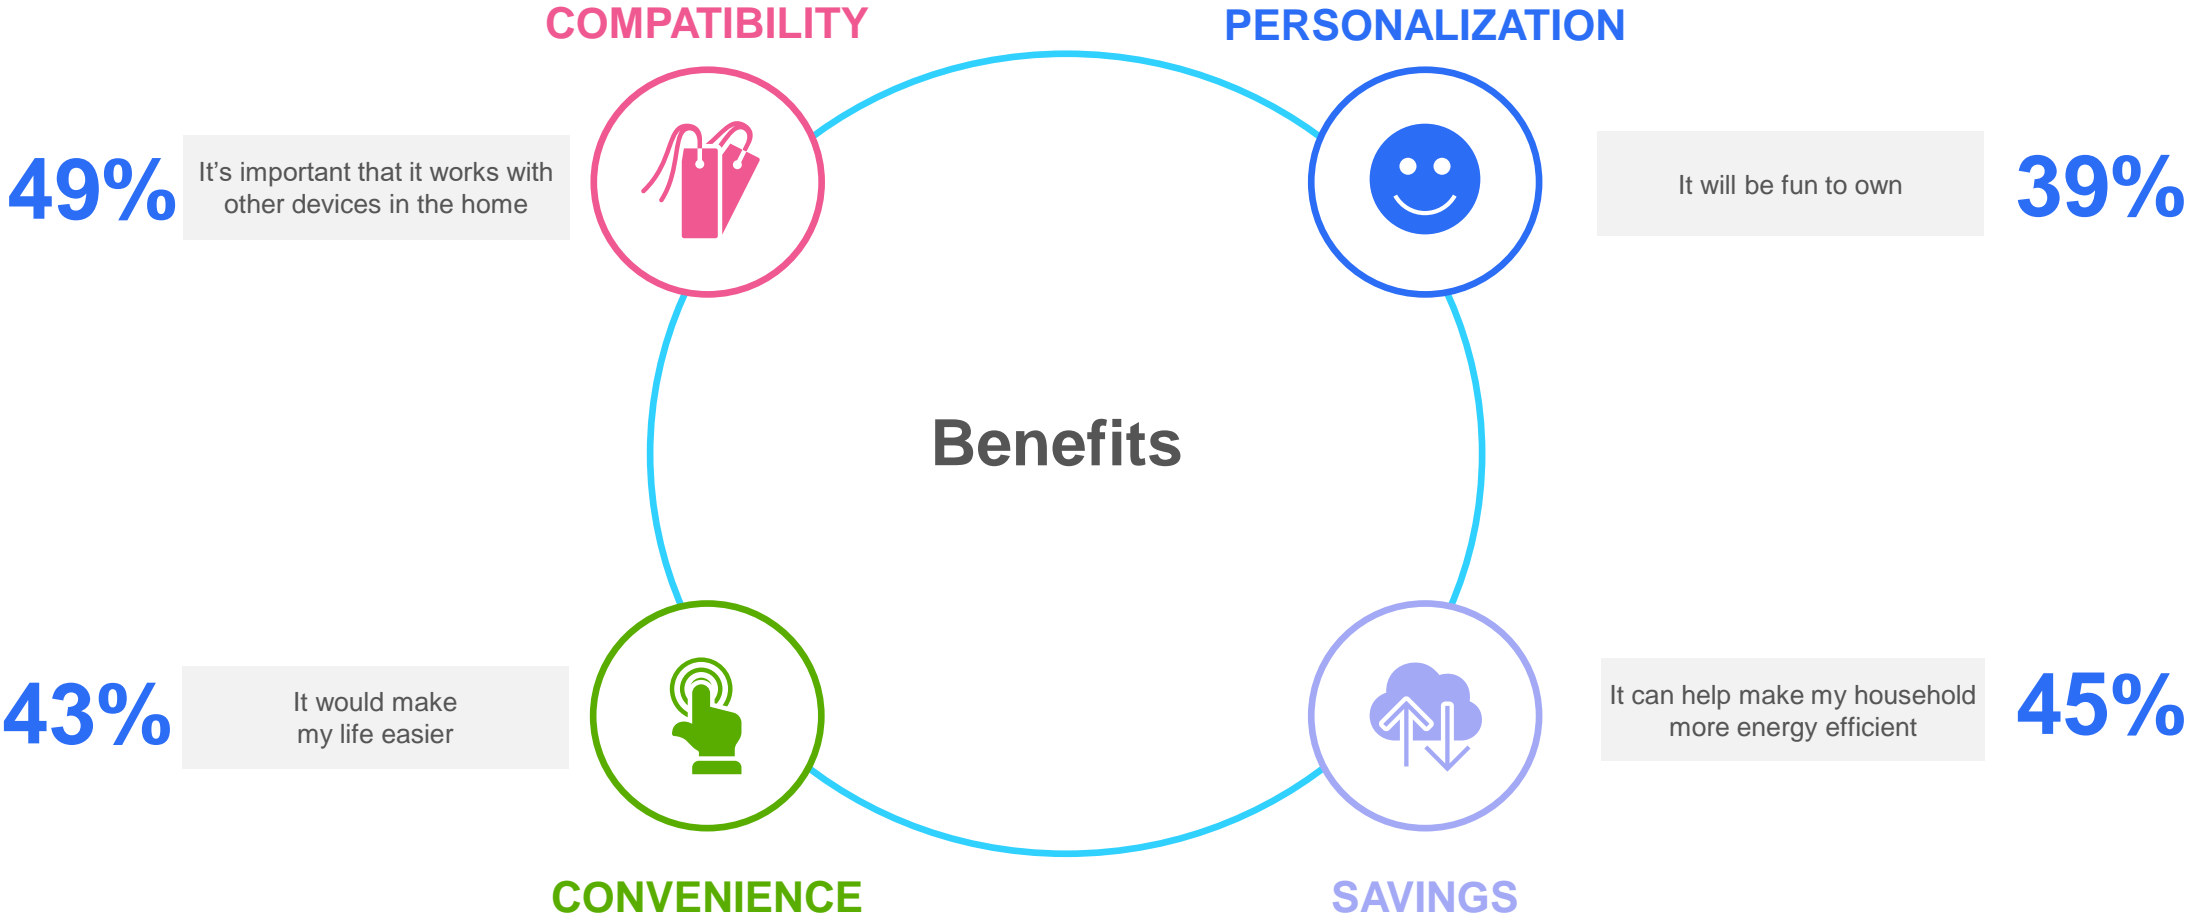 COMPATIBILITY
PERSONALIZATION
49%
It’s important that it works with
other devices in the home
It will be fun to own
39%
Benefits
43%
It would make
my life easier
It can help make my household
more energy efficient
45%
CONVENIENCE
SAVINGS